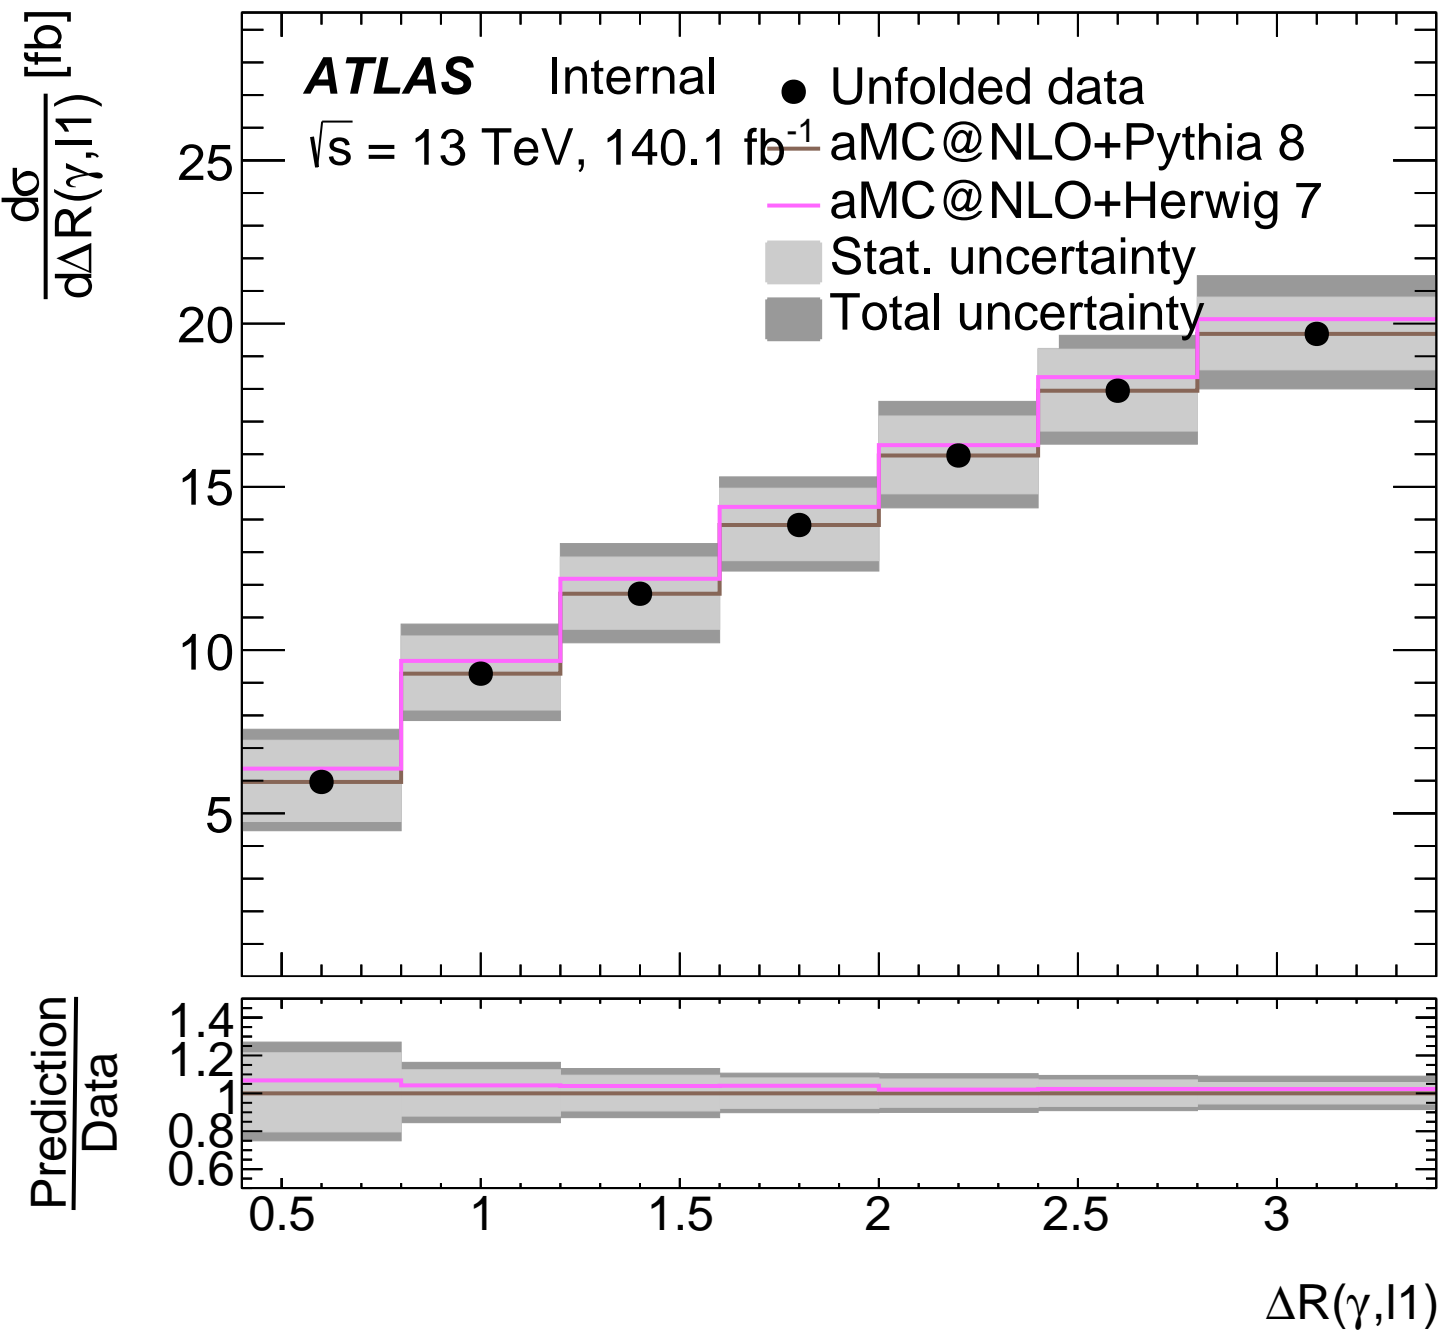 dσ
dΔR(γ,l1) [fb]
ATLAS Internal
√s = 13 TeV, 140.1 fb-1
Unfolded data
aMC@NLO+Pythia 8
aMC@NLO+Herwig 7
Stat. uncertainty
Total uncertainty
25
20
15
10
5
Prediction
Data
1.4
1.2
1
0.8
0.6
0.5 1 1.5 2 2.5 3
ΔR(γ,l1)